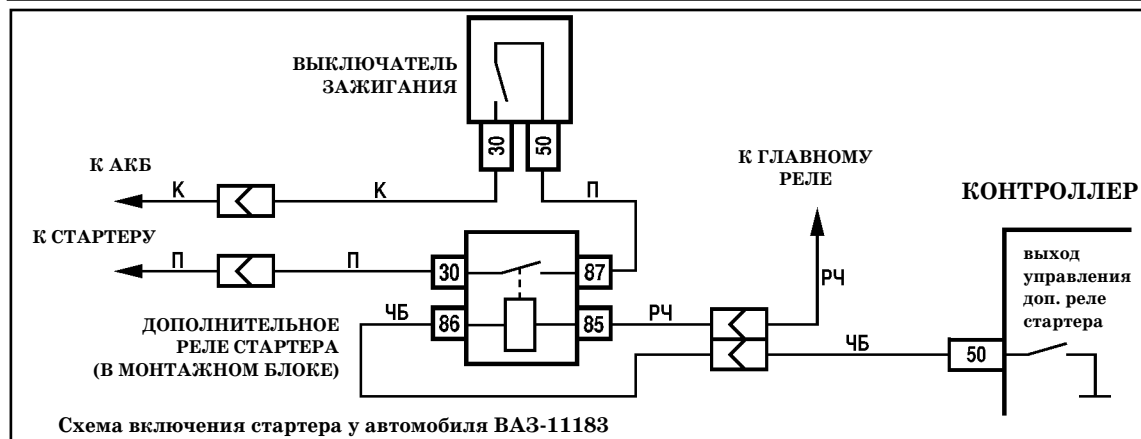 ВЫКЛЮЧАТЕЛЬ
ЗАЖИГАНИЯ
30
50
К АКБ
К
К
П
К ГЛАВНОМУ
РЕЛЕ
КОНТРОЛЛЕР
К СТАРТЕРУ
П
П
30
87
РЧ
выход
управления
доп. реле
стартера
ЧБ
86
85
РЧ
ДОПОЛНИТЕЛЬНОЕ
РЕЛЕ СТАРТЕРА
(В МОНТАЖНОМ БЛОКЕ)
ЧБ
50
Схема включения стартера у автомобиля ВАЗ-11183